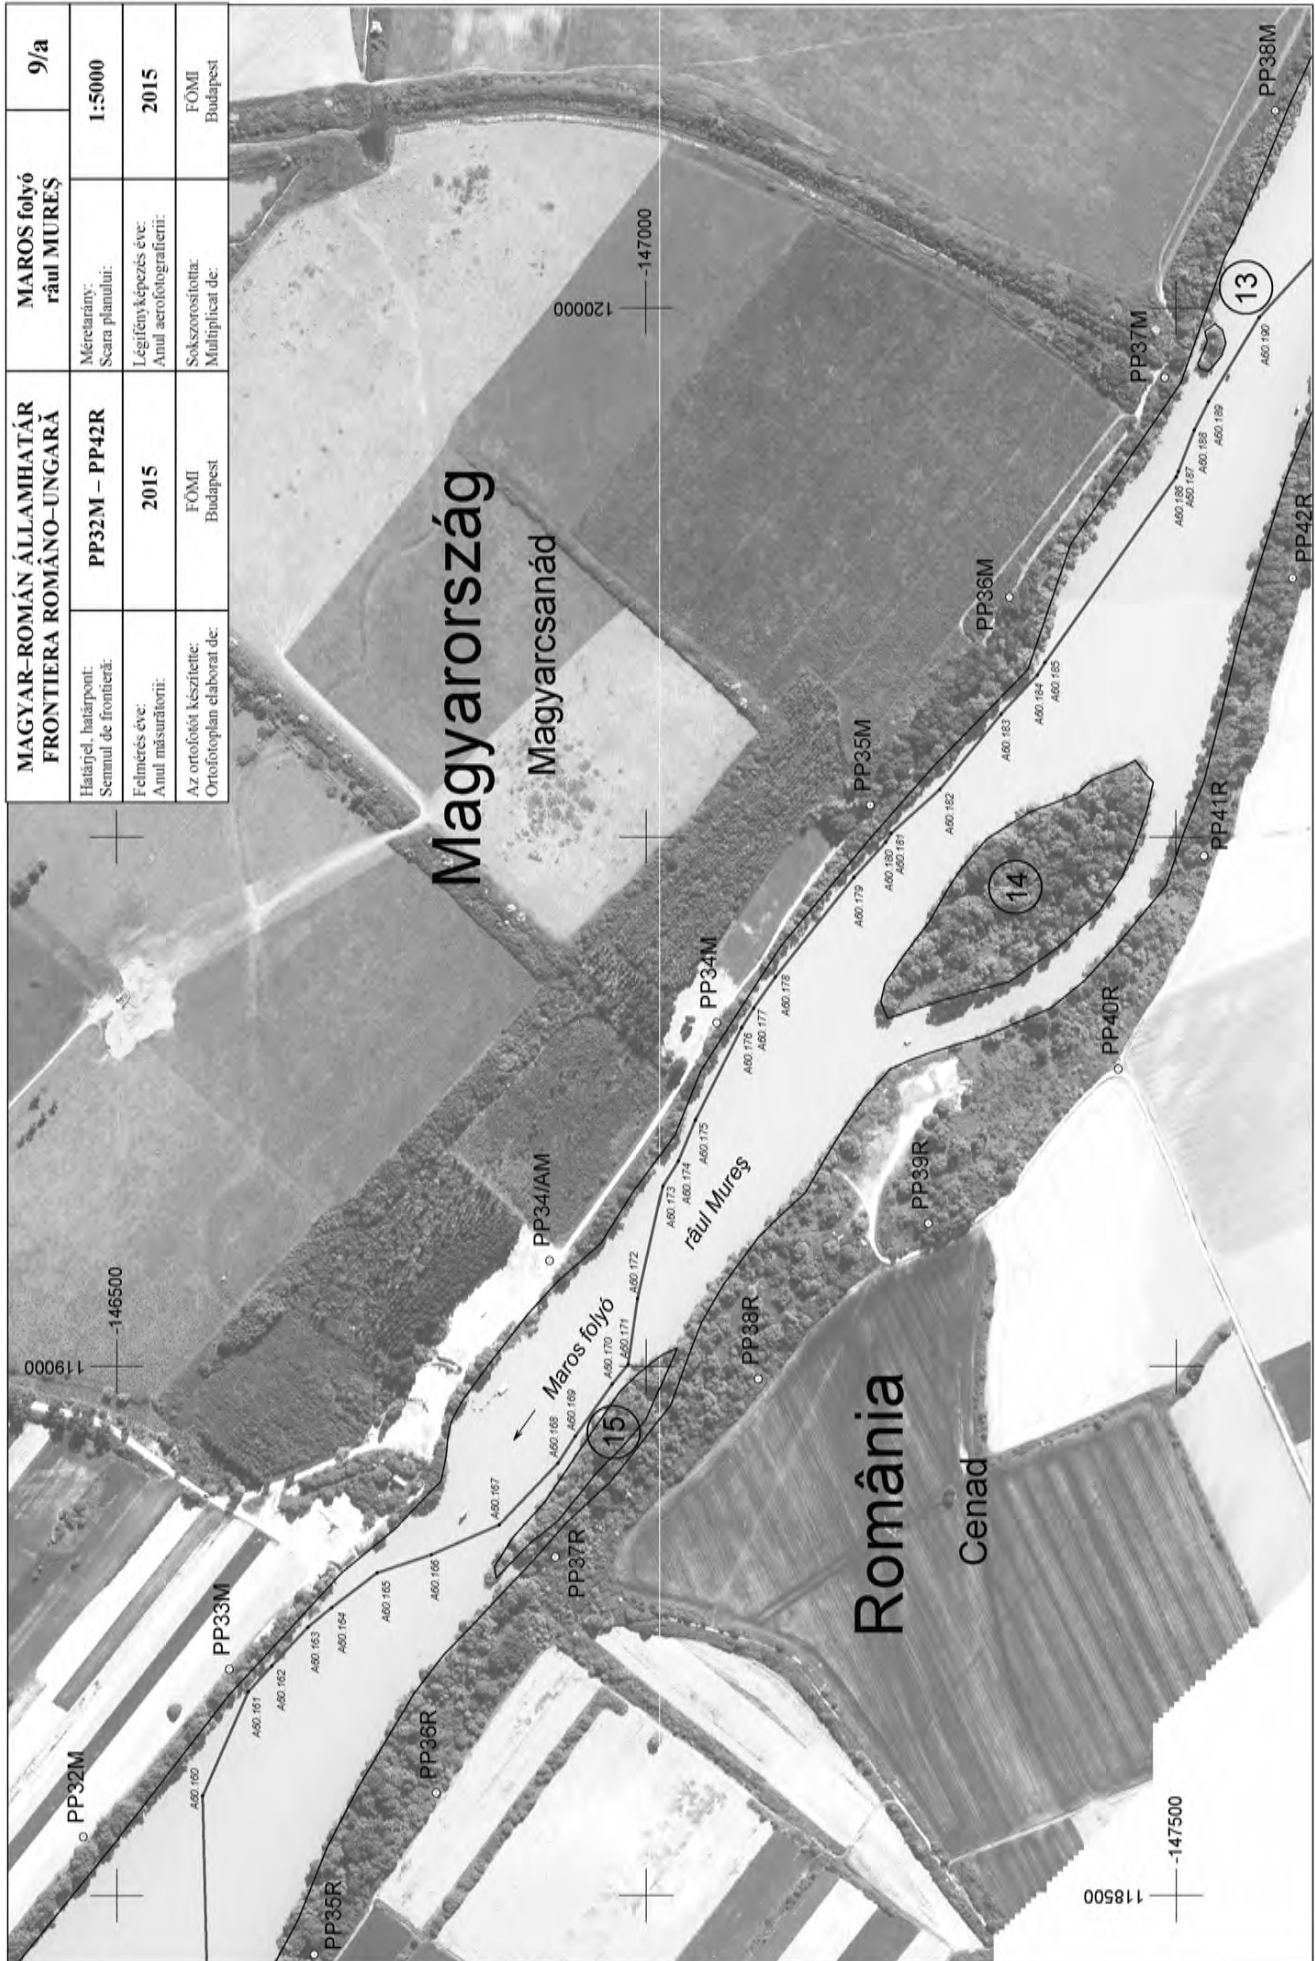 MAGYAR–ROMÁN ÁLLAMHATÁR
FRONTIERA ROMÂNO–UNGARĂ
MAROS folyó
râul MUREȘ
9/a
Határjel, határpont:
Semnul de frontieră:
PP32M – PP42R
Méretarány:
Scara planului:
1:5000
Felmérés éve:
Anul măsurătorii:
2015
Légifényképezés éve:
Anul aerofotografierii:
2015
Az ortofotót készítette:
Ortofotoplan elaborat de:
FÖMI
Budapest
Sokszorosította:
Multiplicat de:
FÖMI
Budapest
119000
-146500
120000
-147000
118500
-147500
Magyarország
Magyarcsanád
România
Cenad
Maros folyó
râul Mureș
PP32M
PP33M
PP34/AM
PP34M
PP35M
PP36M
PP37M
PP38M
PP35R
PP36R
PP37R
PP38R
PP39R
PP40R
PP41R
PP42R
13
14
15
A60.160
A60.161
A60.162
A60.163
A60.164
A60.165
A60.166
A60.167
A60.168
A60.169
A60.170
A60.171
A60.172
A60.173
A60.174
A60.175
A60.176
A60.177
A60.178
A60.179
A60.180
A60.181
A60.182
A60.183
A60.184
A60.185
A60.186
A60.187
A60.188
A60.189
A60.190